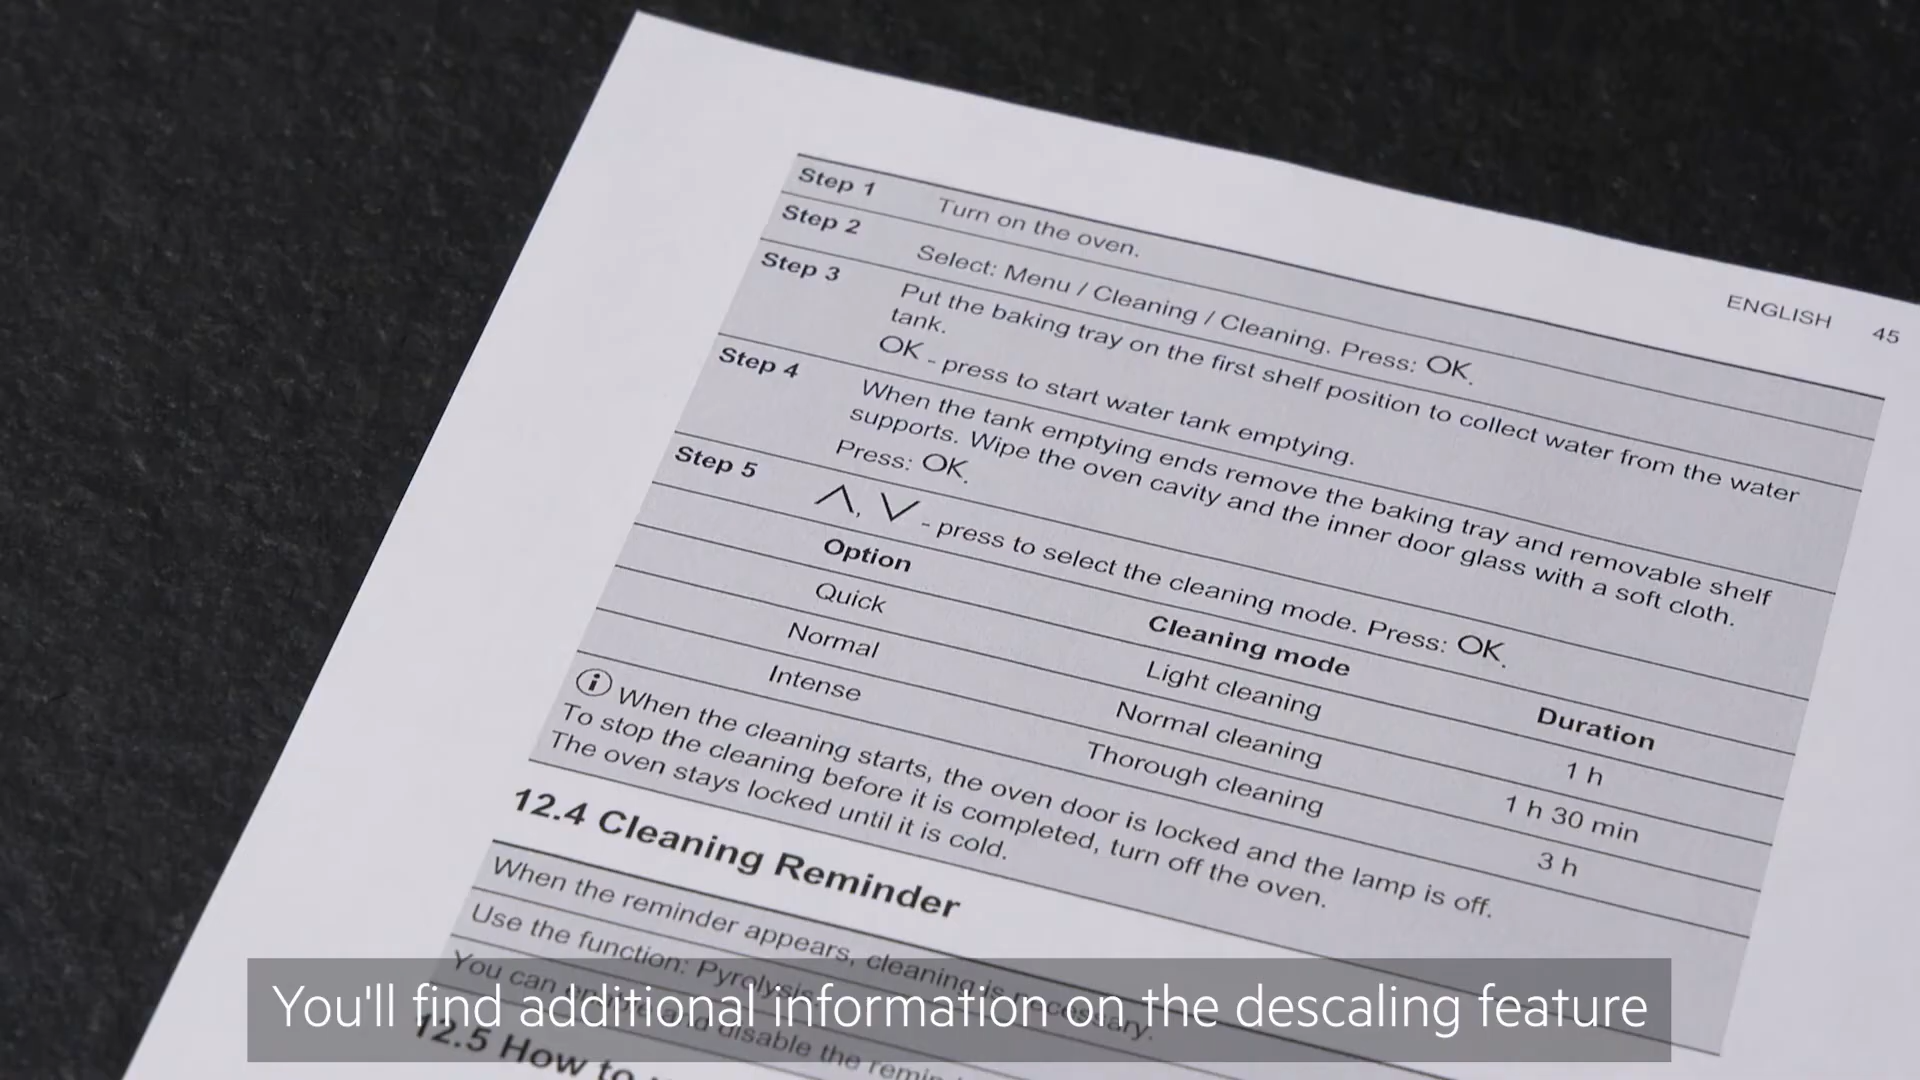 ENGLISH 45
Step 1 Turn on the oven.
Step 2 Select: Menu / Cleaning / Cleaning. Press: OK.
Step 3 Put the baking tray on the first shelf position to collect water from the water
tank.
OK - press to start water tank emptying.
Step 4 When the tank emptying ends remove the baking tray and removable shelf
supports. Wipe the oven cavity and the inner door glass with a soft cloth.
Press: OK.
Step 5 ∧, ∨ - press to select the cleaning mode. Press: OK.
Option Cleaning mode Duration
Quick Light cleaning 1 h
Normal Normal cleaning 1 h 30 min
Intense Thorough cleaning 3 h
ⓘ When the cleaning starts, the oven door is locked and the lamp is off.
To stop the cleaning before it is completed, turn off the oven.
The oven stays locked until it is cold.
12.4 Cleaning Reminder
When the reminder appears, cleaning is necessary.
Use the function: Pyrolysis
You can and disable the
12.5 How to
You'll find additional information on the descaling feature